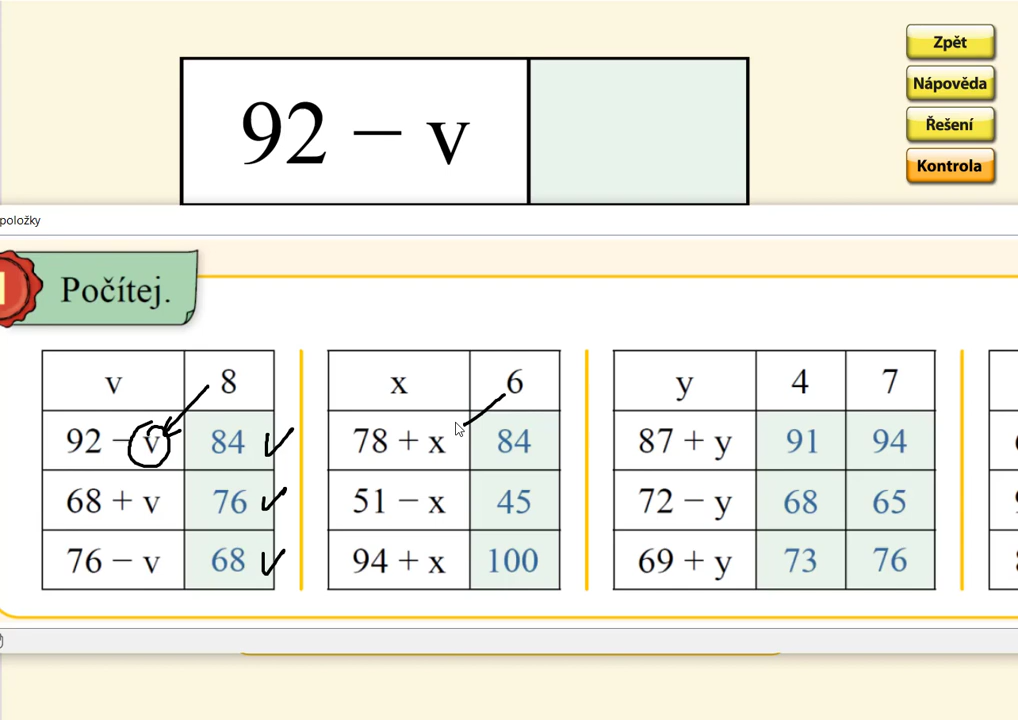 Zpět
Nápověda
Řešení
Kontrola
92 − v
položky
Počítej.
v 8
92 − v 84
68 + v 76
76 − v 68
x 6
78 + x 84
51 − x 45
94 + x 100
y 4 7
87 + y 91 94
72 − y 68 65
69 + y 73 76